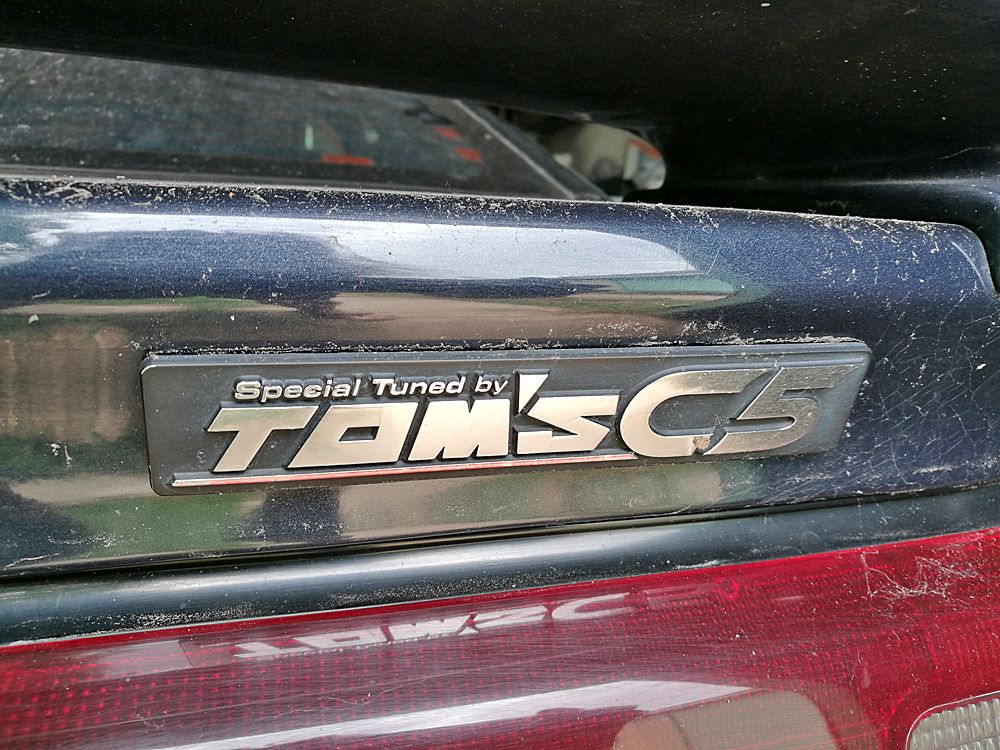 Special Tuned by
TOM'S C5